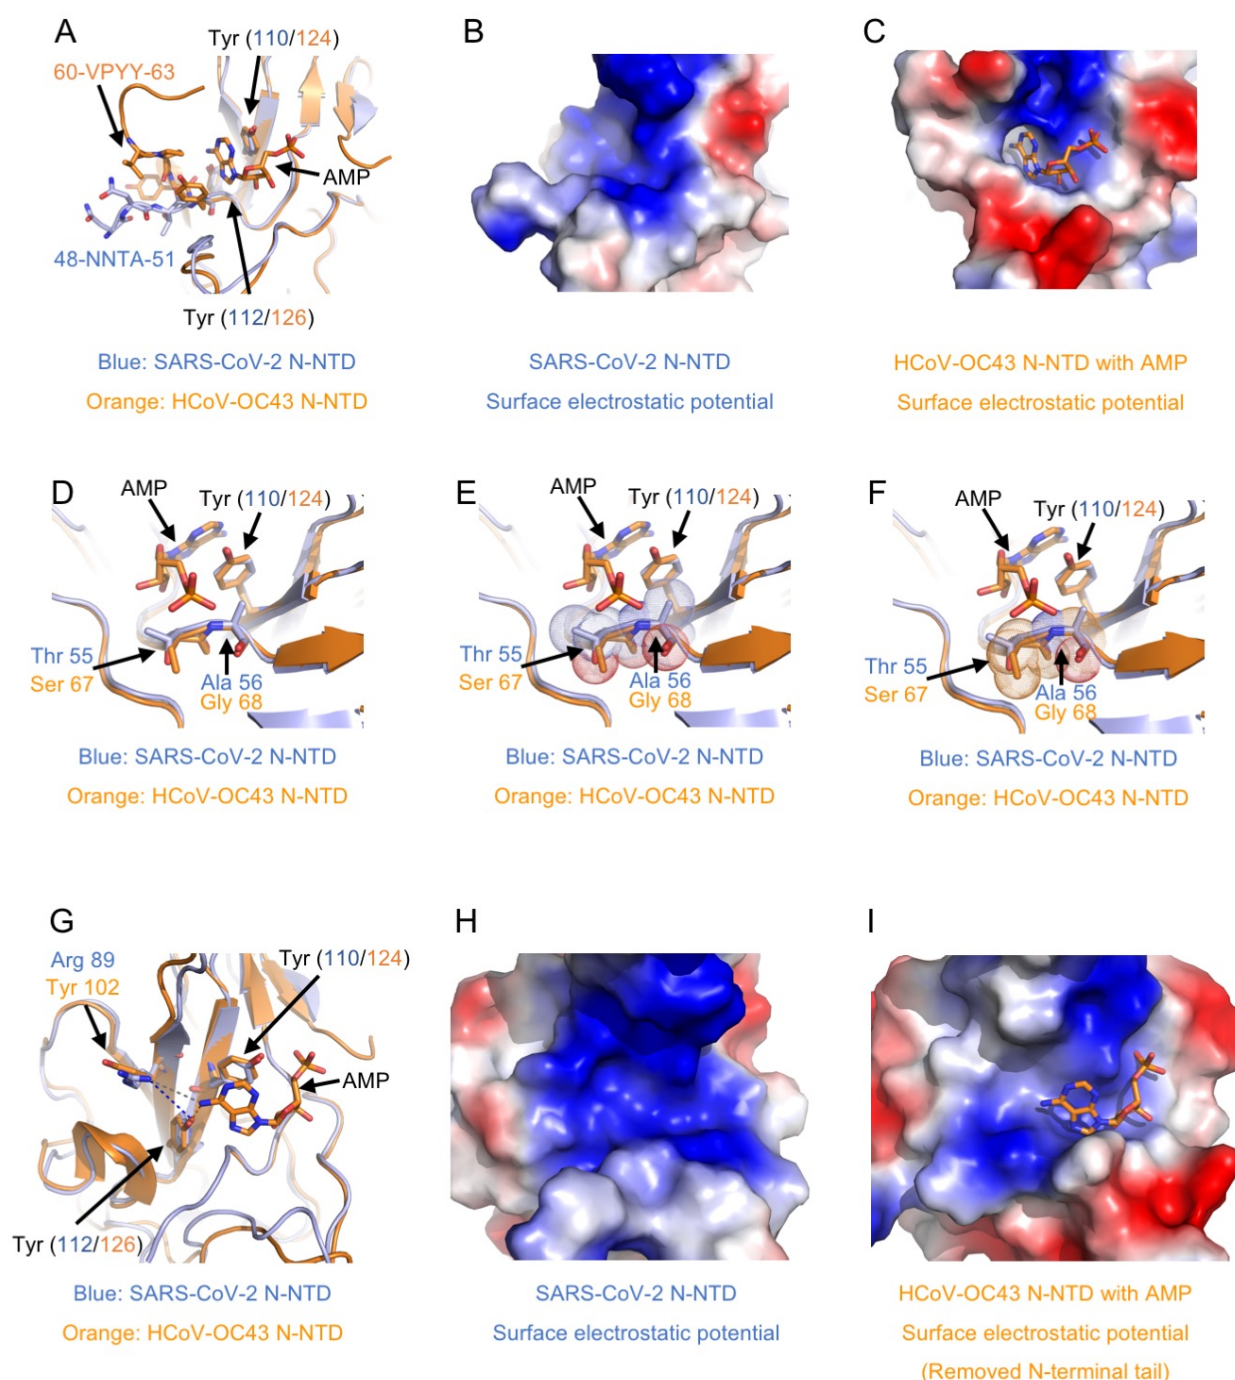 A
Tyr (110/124)
60-VPYY-63
AMP
48-NNTA-51
Tyr (112/126)
Blue: SARS-CoV-2 N-NTD
Orange: HCoV-OC43 N-NTD
B
SARS-CoV-2 N-NTD
Surface electrostatic potential
C
HCoV-OC43 N-NTD with AMP
Surface electrostatic potential
D
AMP
Tyr (110/124)
Thr 55
Ser 67
Ala 56
Gly 68
Blue: SARS-CoV-2 N-NTD
Orange: HCoV-OC43 N-NTD
E
AMP
Tyr (110/124)
Thr 55
Ser 67
Ala 56
Gly 68
Blue: SARS-CoV-2 N-NTD
Orange: HCoV-OC43 N-NTD
F
AMP
Tyr (110/124)
Thr 55
Ser 67
Ala 56
Gly 68
Blue: SARS-CoV-2 N-NTD
Orange: HCoV-OC43 N-NTD
G
Arg 89
Tyr 102
Tyr (110/124)
AMP
Tyr (112/126)
Blue: SARS-CoV-2 N-NTD
Orange: HCoV-OC43 N-NTD
H
SARS-CoV-2 N-NTD
Surface electrostatic potential
I
HCoV-OC43 N-NTD with AMP
Surface electrostatic potential
(Removed N-terminal tail)